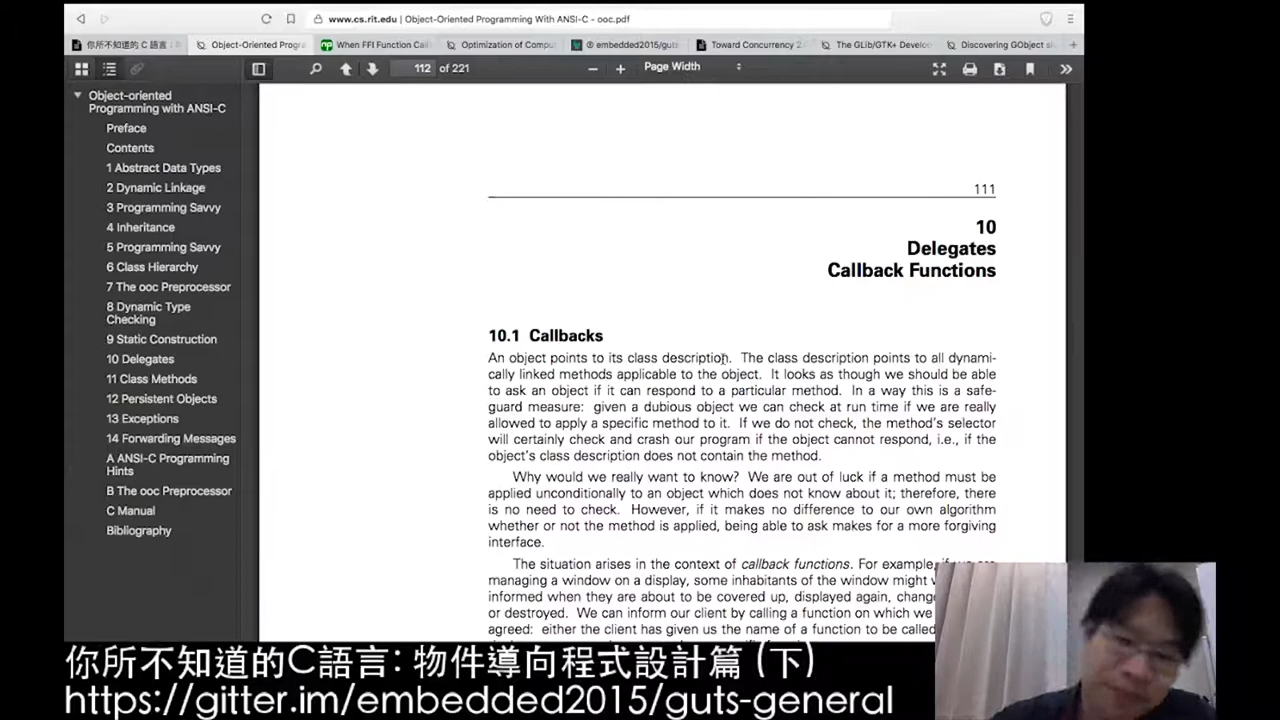 www.cs.rit.edu | Object-Oriented Programming With ANSI-C - ooc.pdf
你所不知道的 C 語言:
Object-Oriented Progra
When FFI Function Cal
Optimization of Compu
embedded2015/guts
Toward Concurrency 2.
The GLib/GTK+ Develo
Discovering GObject
112 of 221
Page Width
Object-oriented
Programming with ANSI-C
Preface
Contents
1 Abstract Data Types
2 Dynamic Linkage
3 Programming Savvy
4 Inheritance
5 Programming Savvy
6 Class Hierarchy
7 The ooc Preprocessor
8 Dynamic Type
Checking
9 Static Construction
10 Delegates
11 Class Methods
12 Persistent Objects
13 Exceptions
14 Forwarding Messages
A ANSI-C Programming
Hints
B The ooc Preprocessor
C Manual
Bibliography
111
10
Delegates
Callback Functions
10.1 Callbacks
An object points to its class description. The class description points to all dynami-
cally linked methods applicable to the object. It looks as though we should be able
to ask an object if it can respond to a particular method. In a way this is a safe-
guard measure: given a dubious object we can check at run time if we are really
allowed to apply a specific method to it. If we do not check, the method's selector
will certainly check and crash our program if the object cannot respond, i.e., if the
object's class description does not contain the method.
Why would we really want to know? We are out of luck if a method must be
applied unconditionally to an object which does not know about it; therefore, there
is no need to check. However, if it makes no difference to our own algorithm
whether or not the method is applied, being able to ask makes for a more forgiving
interface.
The situation arises in the context of callback functions. For example, if we are
managing a window on a display, some inhabitants of the window might
informed when they are about to be covered up, displayed again, change
or destroyed. We can inform our client by calling a function on which we
agreed: either the client has given us the name of a function to be called
你所不知道的C語言: 物件導向程式設計篇 (下)
https://gitter.im/embedded2015/guts-general